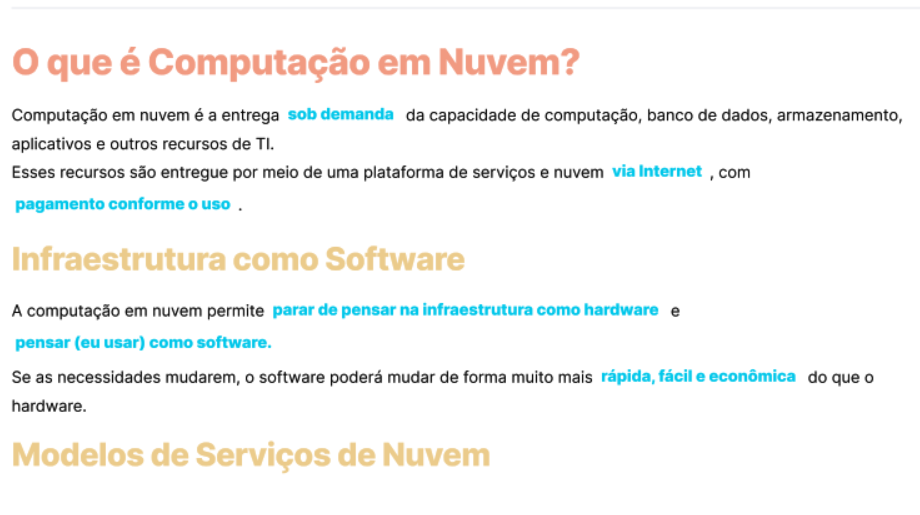 O que é Computação em Nuvem?
Computação em nuvem é a entrega sob demanda da capacidade de computação, banco de dados, armazenamento,
aplicativos e outros recursos de TI.
Esses recursos são entregue por meio de uma plataforma de serviços e nuvem via Internet , com
pagamento conforme o uso .
Infraestrutura como Software
A computação em nuvem permite parar de pensar na infraestrutura como hardware e
pensar (eu usar) como software.
Se as necessidades mudarem, o software poderá mudar de forma muito mais rápida, fácil e econômica do que o
hardware.
Modelos de Serviços de Nuvem